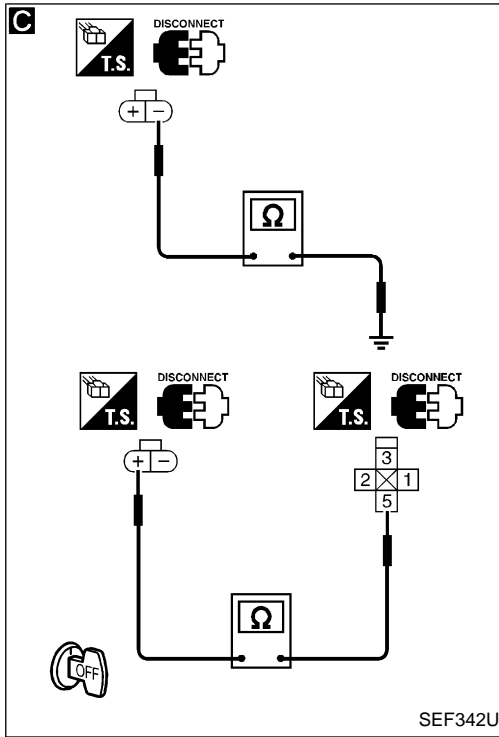 C
DISCONNECT
T.S.
+ −
Ω
DISCONNECT DISCONNECT
T.S. T.S.
+ −
3
2 1
5
Ω
OFF
SEF342U